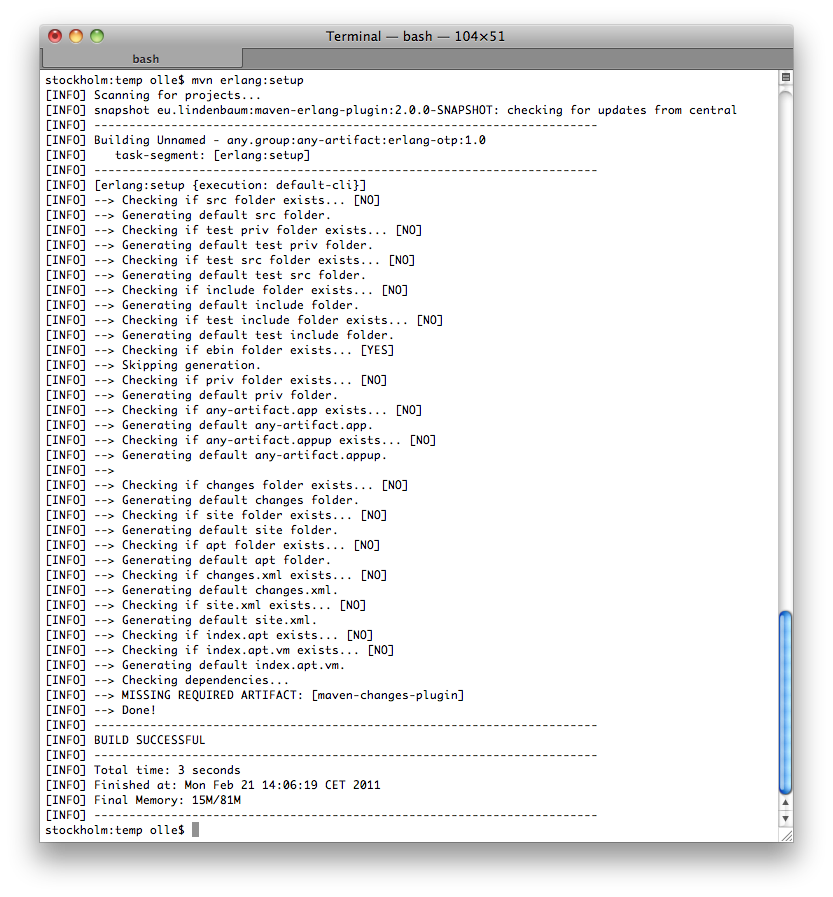 Terminal — bash — 104×51
bash
stockholm:temp olle$ mvn erlang:setup
[INFO] Scanning for projects...
[INFO] snapshot eu.lindenbaum:maven-erlang-plugin:2.0.0-SNAPSHOT: checking for updates from central
[INFO] ------------------------------------------------------------------------
[INFO] Building Unnamed - any.group:any-artifact:erlang-otp:1.0
[INFO]    task-segment: [erlang:setup]
[INFO] ------------------------------------------------------------------------
[INFO] [erlang:setup {execution: default-cli}]
[INFO] --> Checking if src folder exists... [NO]
[INFO] --> Generating default src folder.
[INFO] --> Checking if test priv folder exists... [NO]
[INFO] --> Generating default test priv folder.
[INFO] --> Checking if test src folder exists... [NO]
[INFO] --> Generating default test src folder.
[INFO] --> Checking if include folder exists... [NO]
[INFO] --> Generating default include folder.
[INFO] --> Checking if test include folder exists... [NO]
[INFO] --> Generating default test include folder.
[INFO] --> Checking if ebin folder exists... [YES]
[INFO] --> Skipping generation.
[INFO] --> Checking if priv folder exists... [NO]
[INFO] --> Generating default priv folder.
[INFO] --> Checking if any-artifact.app exists... [NO]
[INFO] --> Generating default any-artifact.app.
[INFO] --> Checking if any-artifact.appup exists... [NO]
[INFO] --> Generating default any-artifact.appup.
[INFO] -->
[INFO] --> Checking if changes folder exists... [NO]
[INFO] --> Generating default changes folder.
[INFO] --> Checking if site folder exists... [NO]
[INFO] --> Generating default site folder.
[INFO] --> Checking if apt folder exists... [NO]
[INFO] --> Generating default apt folder.
[INFO] --> Checking if changes.xml exists... [NO]
[INFO] --> Generating default changes.xml.
[INFO] --> Checking if site.xml exists... [NO]
[INFO] --> Generating default site.xml.
[INFO] --> Checking if index.apt exists... [NO]
[INFO] --> Checking if index.apt.vm exists... [NO]
[INFO] --> Generating default index.apt.vm.
[INFO] --> Checking dependencies...
[INFO] --> MISSING REQUIRED ARTIFACT: [maven-changes-plugin]
[INFO] --> Done!
[INFO] ------------------------------------------------------------------------
[INFO] BUILD SUCCESSFUL
[INFO] ------------------------------------------------------------------------
[INFO] Total time: 3 seconds
[INFO] Finished at: Mon Feb 21 14:06:19 CET 2011
[INFO] Final Memory: 15M/81M
[INFO] ------------------------------------------------------------------------
stockholm:temp olle$